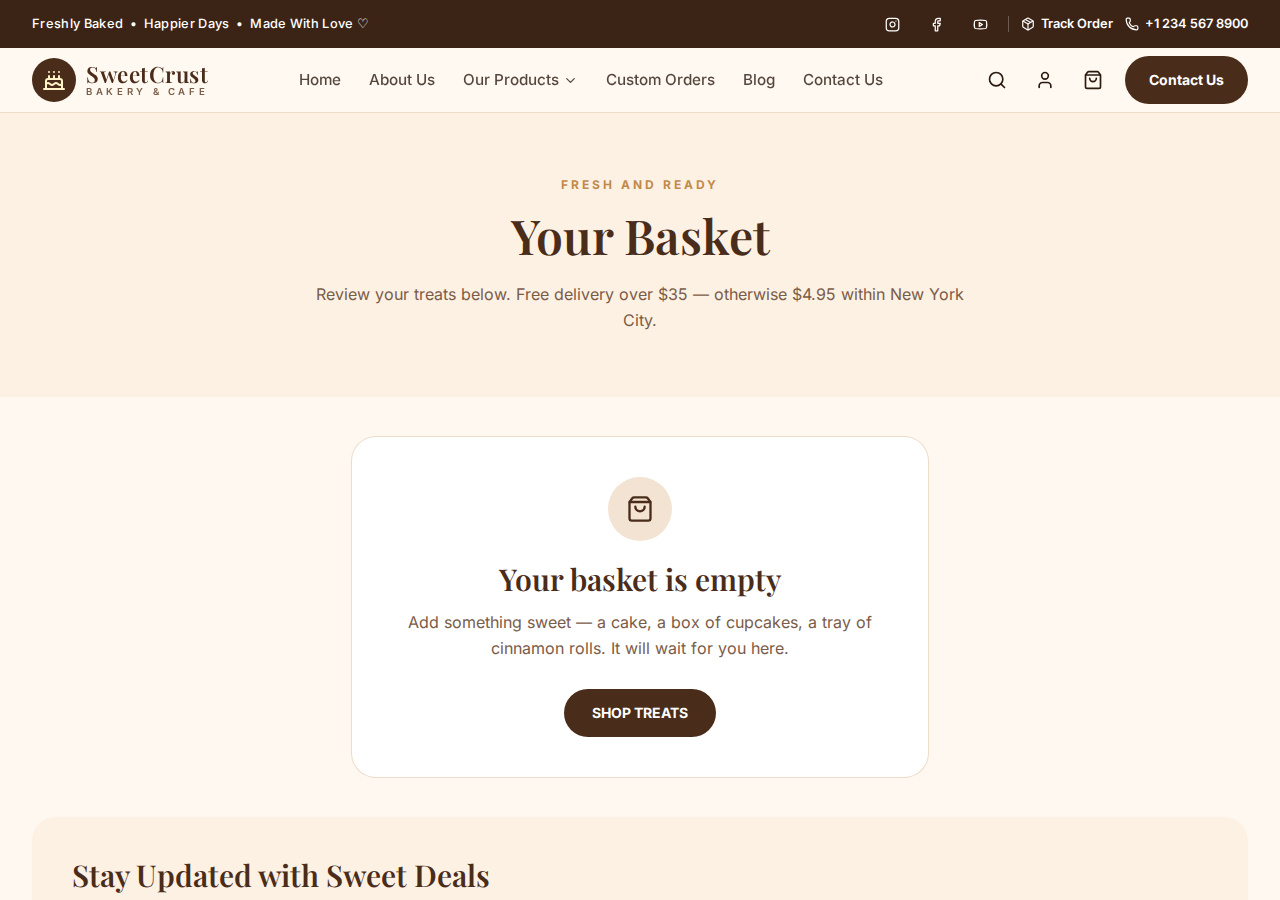 Freshly Baked • Happier Days • Made With Love ♡
Track Order
+1 234 567 8900
SweetCrust
BAKERY & CAFE
Home
About Us
Our Products
Custom Orders
Blog
Contact Us
Contact Us
FRESH AND READY
Your Basket
Review your treats below. Free delivery over $35 — otherwise $4.95 within New York
City.
Your basket is empty
Add something sweet — a cake, a box of cupcakes, a tray of
cinnamon rolls. It will wait for you here.
SHOP TREATS
Stay Updated with Sweet Deals